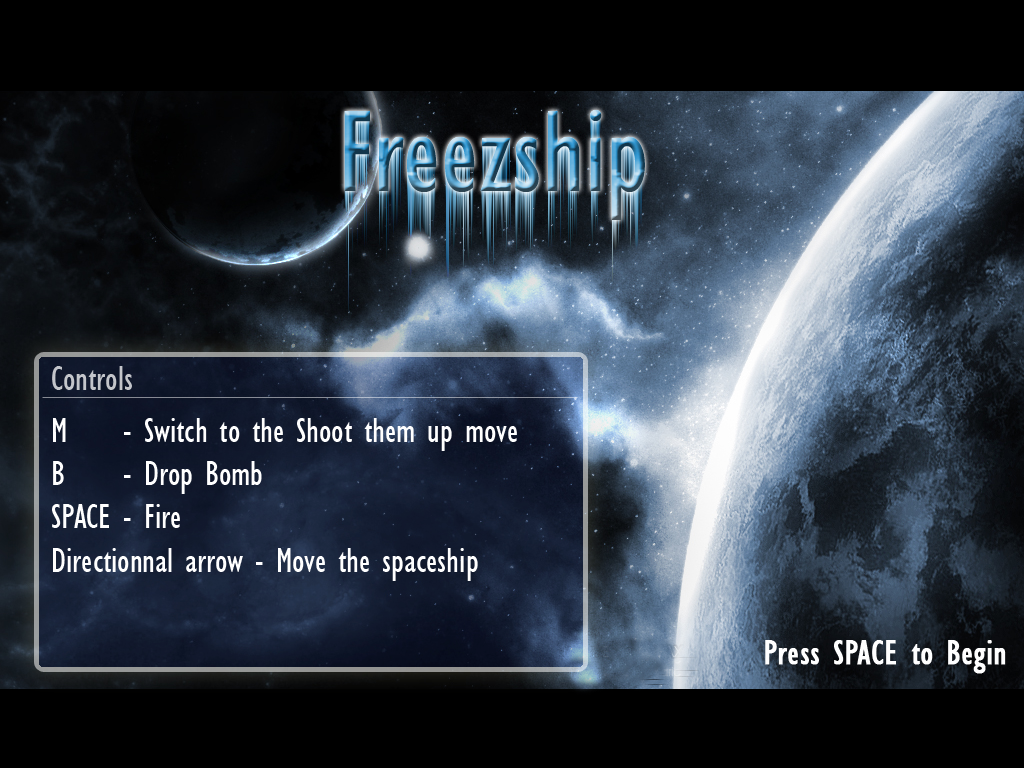 Freezship
Controls
M - Switch to the Shoot them up move
B - Drop Bomb
SPACE - Fire
Directionnal arrow - Move the spaceship
Press SPACE to Begin